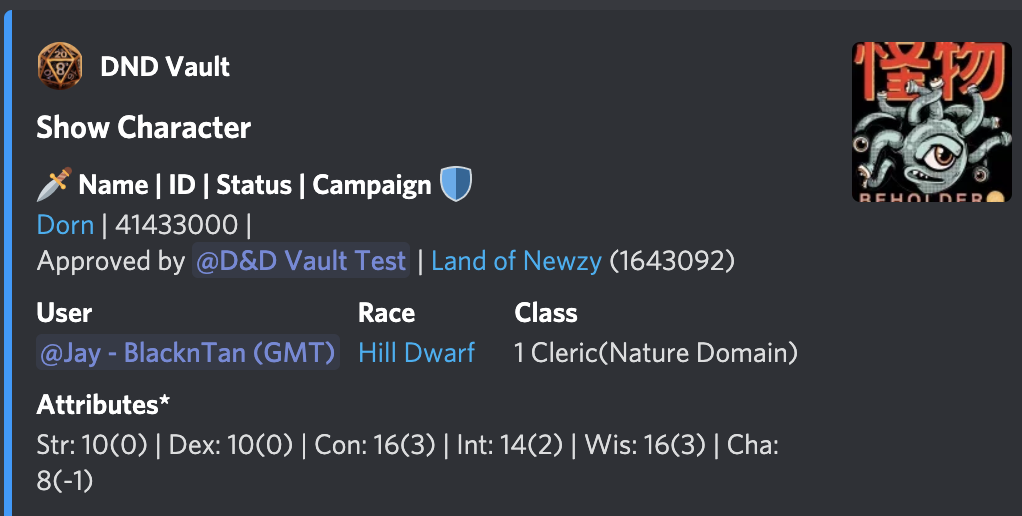 DND Vault
Show Character
Name | ID | Status | Campaign
Dorn | 41433000 |
Approved by @D&D Vault Test | Land of Newzy (1643092)
User Race Class
@Jay - BlacknTan (GMT) Hill Dwarf 1 Cleric(Nature Domain)
Attributes*
Str: 10(0) | Dex: 10(0) | Con: 16(3) | Int: 14(2) | Wis: 16(3) | Cha:
8(-1)
怪物
BEHOLDER
20
8